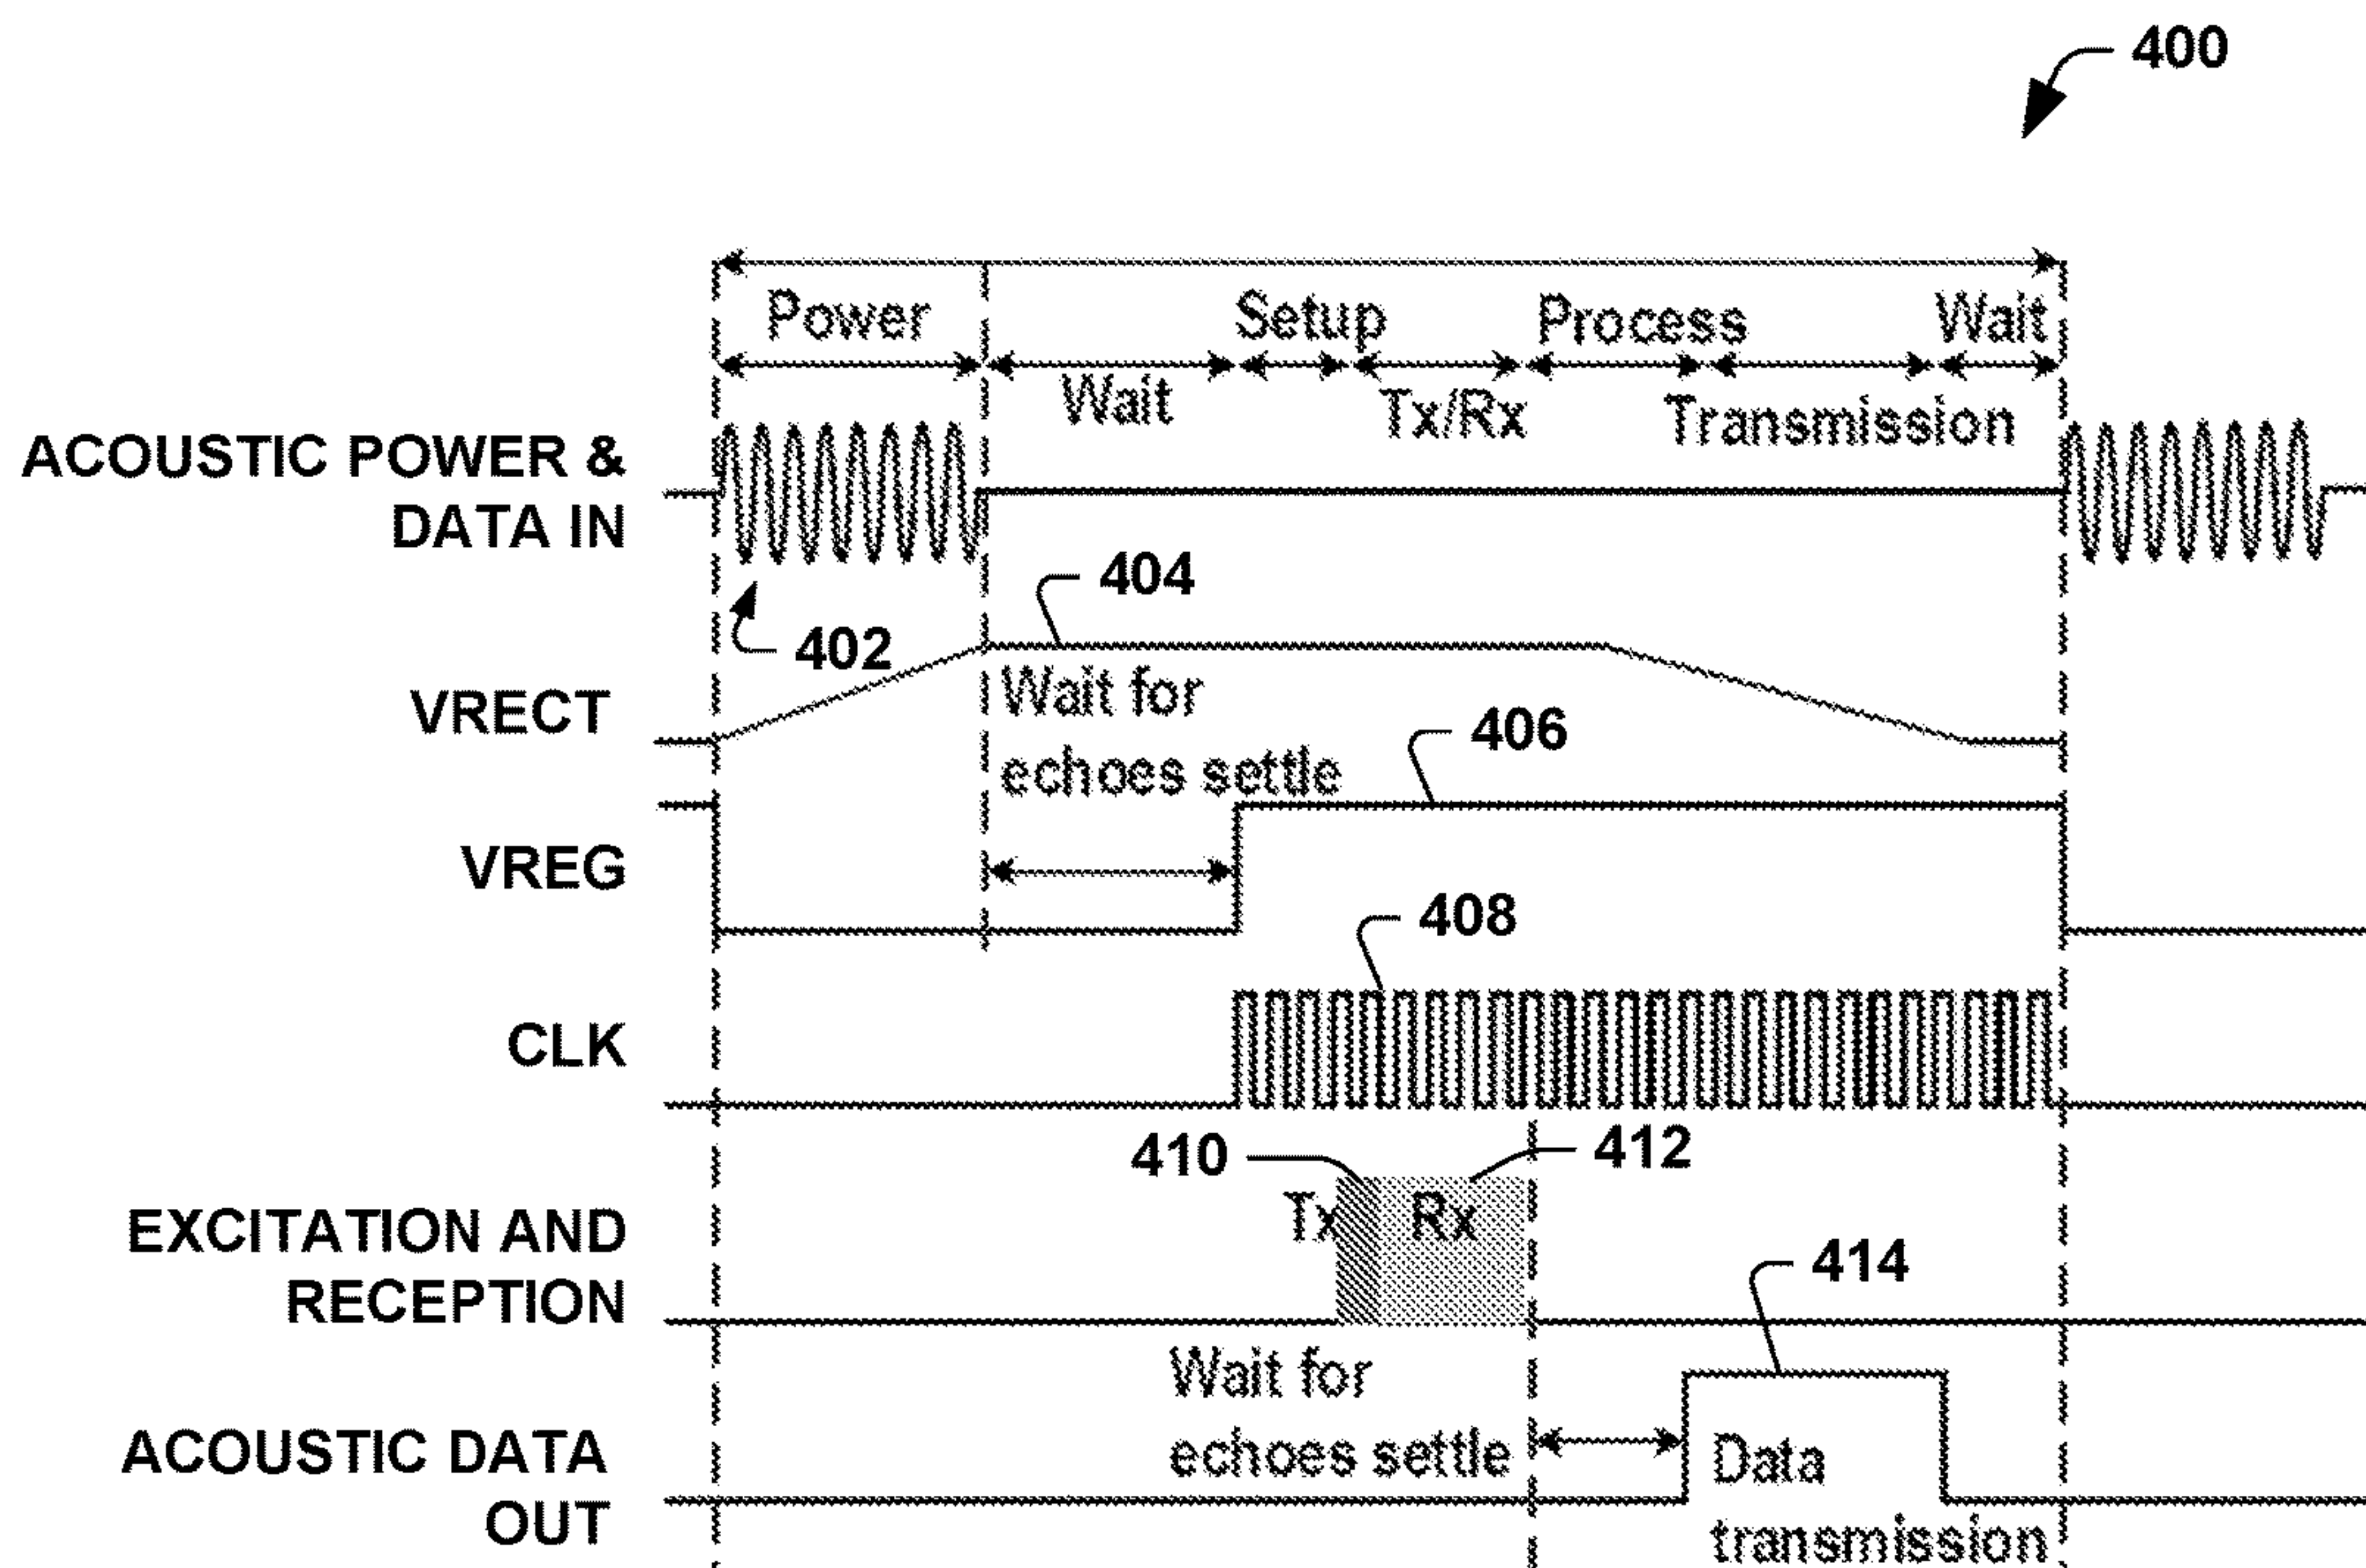 400
Power
Setup
Process
Wait
Wait
Tx/Rx
Transmission
ACOUSTIC POWER &
DATA IN
402
404
VRECT
Wait for
echoes settle
406
VREG
408
CLK
410
412
Tx
Rx
EXCITATION AND
RECEPTION
414
Wait for
echoes settle
ACOUSTIC DATA
OUT
Data
transmission